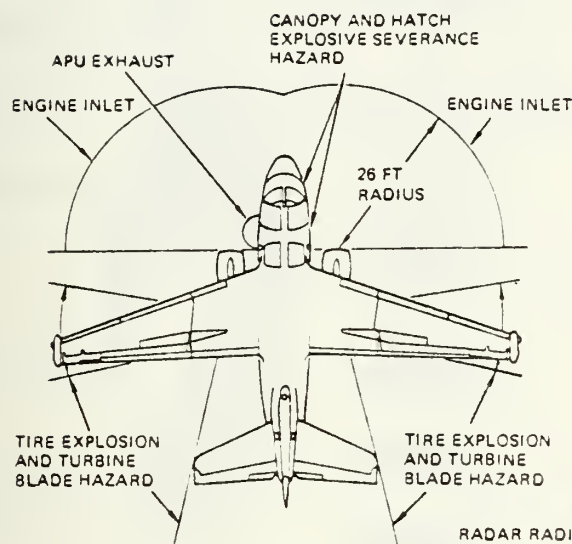 CANOPY AND HATCH
EXPLOSIVE SEVERANCE
HAZARD
APU EXHAUST
ENGINE INLET
ENGINE INLET
26 FT
RADIUS
TIRE EXPLOSION
AND TURBINE
BLADE HAZARD
TIRE EXPLOSION
AND TURBINE
BLADE HAZARD
RADAR